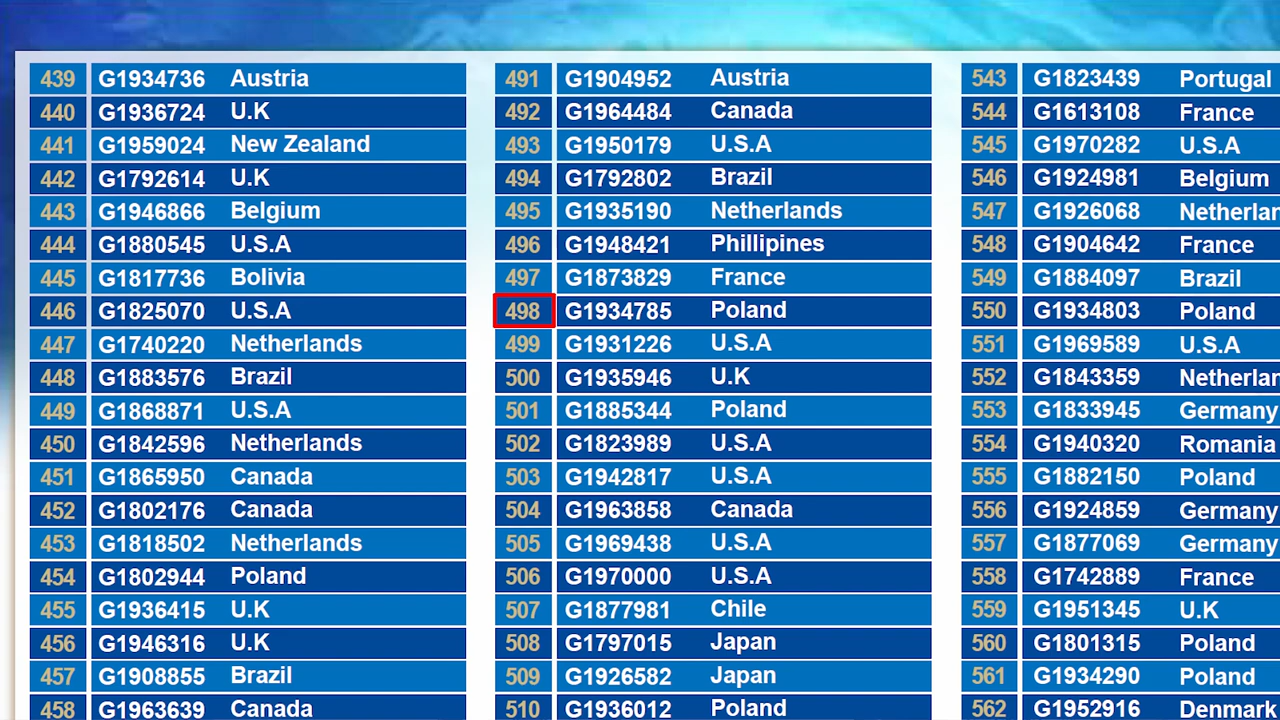 439 G1934736 Austria
440 G1936724 U.K
441 G1959024 New Zealand
442 G1792614 U.K
443 G1946866 Belgium
444 G1880545 U.S.A
445 G1817736 Bolivia
446 G1825070 U.S.A
447 G1740220 Netherlands
448 G1883576 Brazil
449 G1868871 U.S.A
450 G1842596 Netherlands
451 G1865950 Canada
452 G1802176 Canada
453 G1818502 Netherlands
454 G1802944 Poland
455 G1936415 U.K
456 G1946316 U.K
457 G1908855 Brazil
458 G1963639 Canada
491 G1904952 Austria
492 G1964484 Canada
493 G1950179 U.S.A
494 G1792802 Brazil
495 G1935190 Netherlands
496 G1948421 Phillipines
497 G1873829 France
498 G1934785 Poland
499 G1931226 U.S.A
500 G1935946 U.K
501 G1885344 Poland
502 G1823989 U.S.A
503 G1942817 U.S.A
504 G1963858 Canada
505 G1969438 U.S.A
506 G1970000 U.S.A
507 G1877981 Chile
508 G1797015 Japan
509 G1926582 Japan
510 G1936012 Poland
543 G1823439 Portugal
544 G1613108 France
545 G1970282 U.S.A
546 G1924981 Belgium
547 G1926068 Netherlan
548 G1904642 France
549 G1884097 Brazil
550 G1934803 Poland
551 G1969589 U.S.A
552 G1843359 Netherlan
553 G1833945 Germany
554 G1940320 Romania
555 G1882150 Poland
556 G1924859 Germany
557 G1877069 Germany
558 G1742889 France
559 G1951345 U.K
560 G1801315 Poland
561 G1934290 Poland
562 G1952916 Denmark